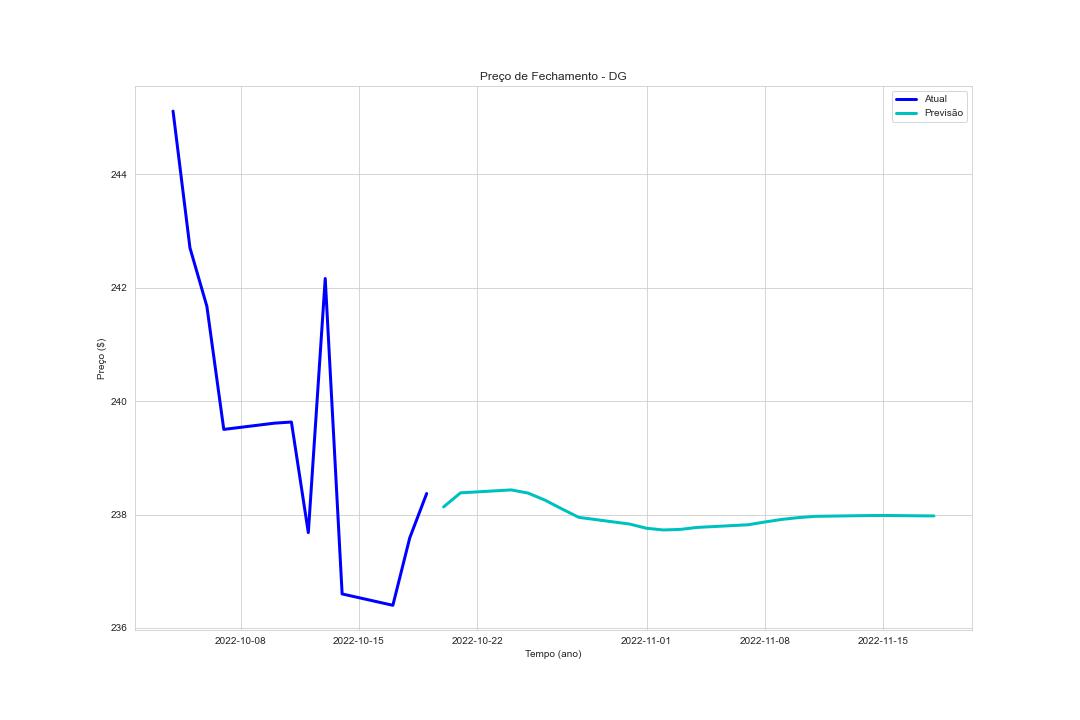 Preço de Fechamento - DG
Atual
Previsão
244
242
240
238
236
Preço ($)
2022-10-08
2022-10-15
2022-10-22
2022-11-01
2022-11-08
2022-11-15
Tempo (ano)